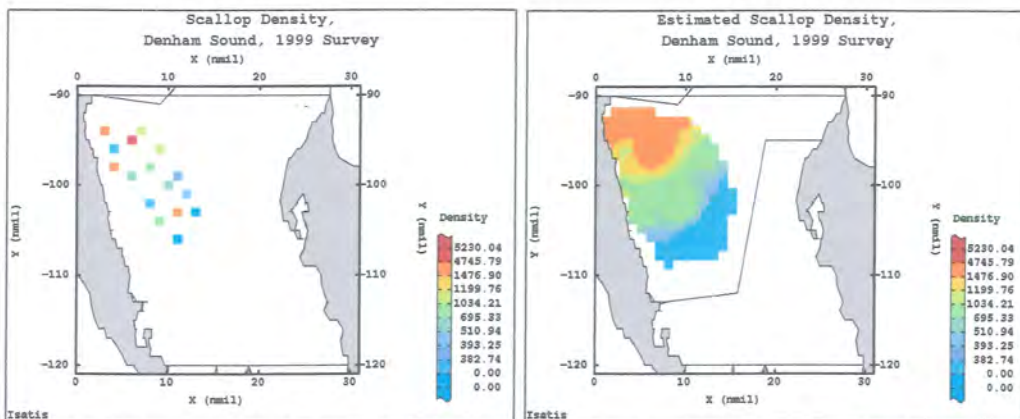 Scallop Density,
Denham Sound, 1999 Survey
X (nmil)
0 10 20 30
-90 -90
-100 -100
-110 -110
-120 -120
Y (nmil)
Y (nmil)
Density
5230.04
4745.79
1476.90
1199.76
1034.21
695.33
510.94
393.25
382.74
0.00
0.00
0 10 20 30
X (nmil)
Isatis
Estimated Scallop Density,
Denham Sound, 1999 Survey
X (nmil)
0 10 20 30
-90 -90
-100 -100
-110 -110
-120 -120
Y (nmil)
Y (nmil)
Density
5230.04
4745.79
1476.90
1199.76
1034.21
695.33
510.94
393.25
382.74
0.00
0.00
0 10 20 30
X (nmil)
Isatis